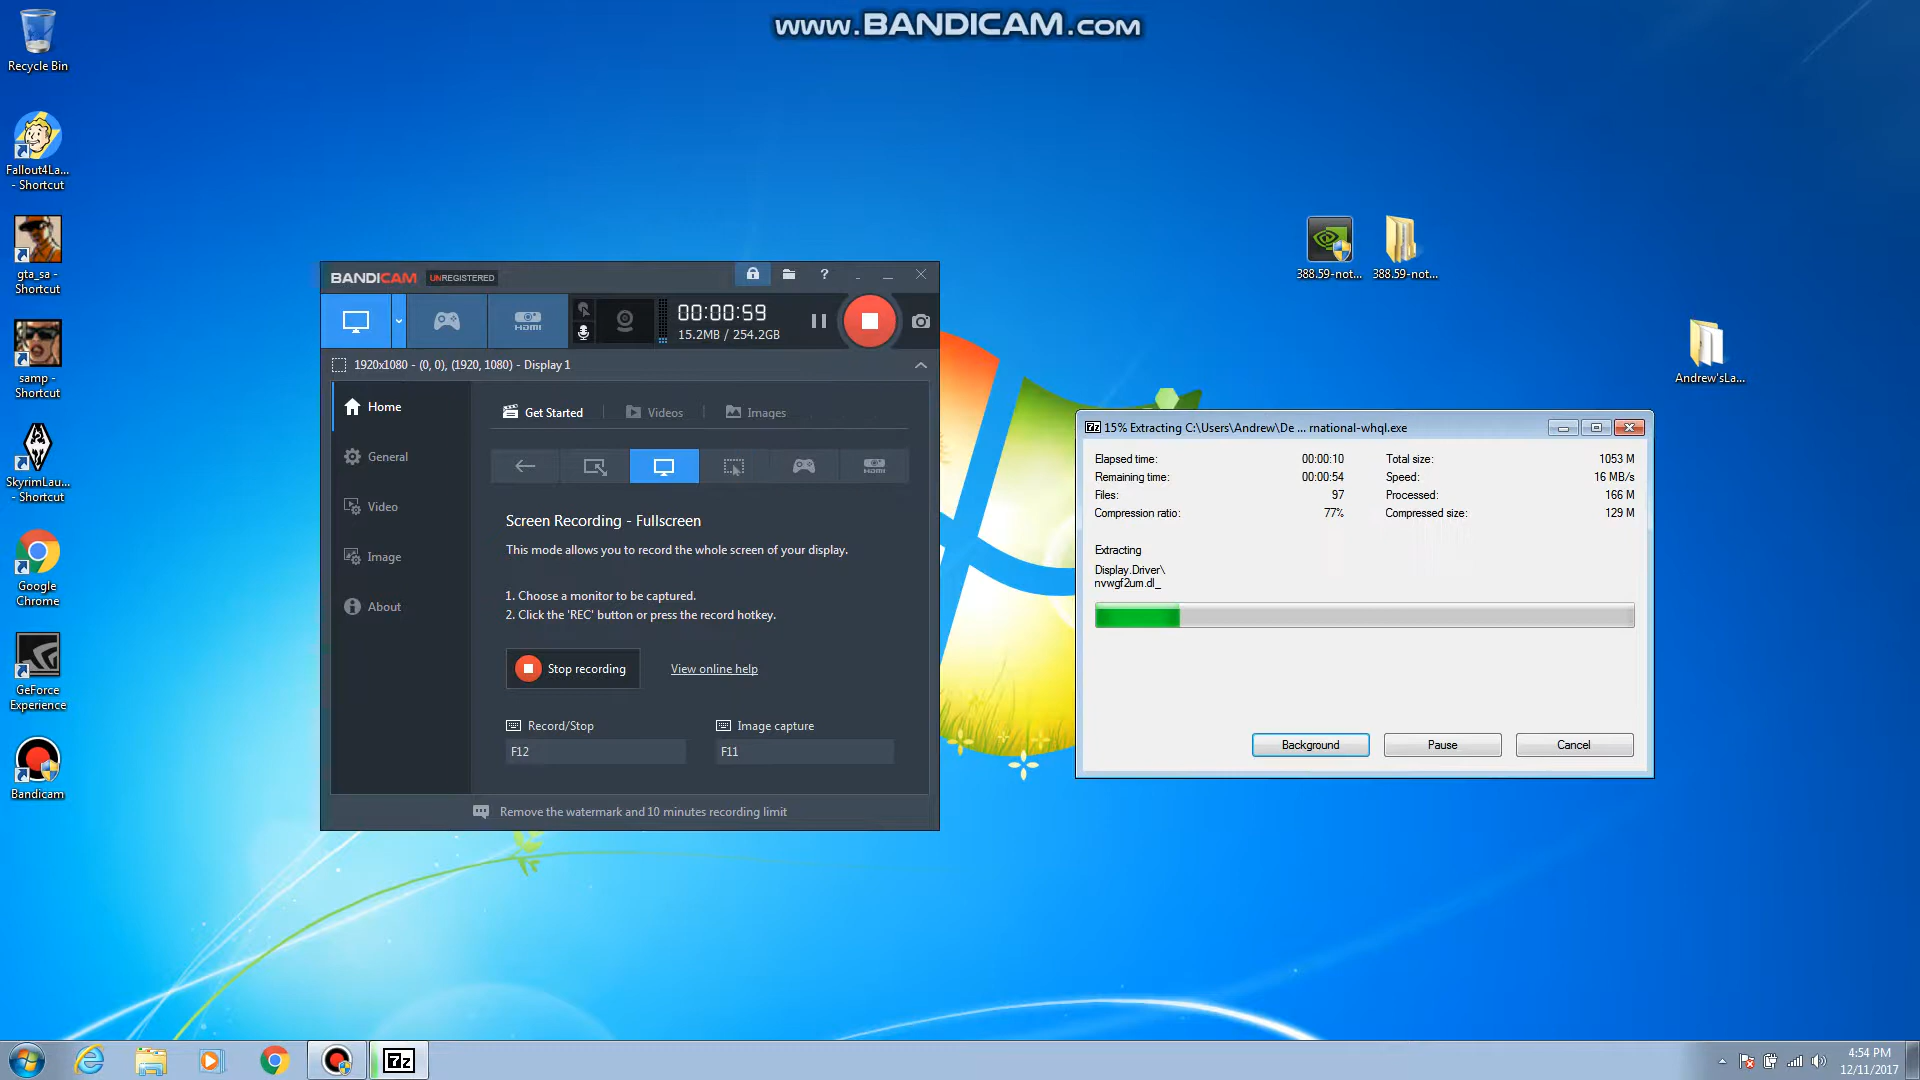 www.BANDICAM.com
Recycle Bin
Fallout4La...
- Shortcut
gta_sa -
Shortcut
samp -
Shortcut
SkyrimLau...
- Shortcut
Google
Chrome
GeForce
Experience
Bandicam
388.59-not...
388.59-not...
Andrew'sLa...
BANDICAM UNREGISTERED
?
HDMI
00:00:59
15.2MB / 254.2GB
1920x1080 - (0, 0), (1920, 1080) - Display 1
Home
General
Video
Image
About
Get Started
Videos
Images
HDMI
Screen Recording - Fullscreen
This mode allows you to record the whole screen of your display.
1. Choose a monitor to be captured.
2. Click the 'REC' button or press the record hotkey.
Stop recording
View online help
Record/Stop
Image capture
F12
F11
Remove the watermark and 10 minutes recording limit
7z 15% Extracting C:\Users\Andrew\De ... rnational-whql.exe
Elapsed time: 00:00:10 Total size: 1053 M
Remaining time: 00:00:54 Speed: 16 MB/s
Files: 97 Processed: 166 M
Compression ratio: 77% Compressed size: 129 M
Extracting
Display.Driver\
nvwgf2um.dl_
Background
Pause
Cancel
7z
4:54 PM
12/11/2017